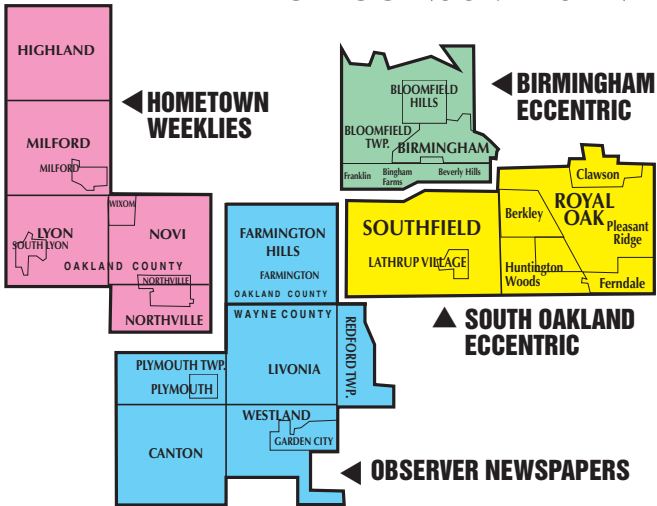 HIGHLAND
HOMETOWN
WEEKLIES
MILFORD
MILFORD
LYON
SOUTH LYON
WIXOM
NOVI
OAKLAND COUNTY
NORTHVILLE
NORTHVILLE
BLOOMFIELD
HILLS
BLOOMFIELD
TWP.
BIRMINGHAM
Franklin
Bingham
Farms
Beverly Hills
BIRMINGHAM
ECCENTRIC
SOUTHFIELD
LATHRUP VILLAGE
Clawson
ROYAL
OAK
Berkley
Pleasant
Ridge
Huntington
Woods
Ferndale
SOUTH OAKLAND
ECCENTRIC
FARMINGTON
HILLS
FARMINGTON
OAKLAND COUNTY
WAYNE COUNTY
PLYMOUTH TWP.
PLYMOUTH
LIVONIA
REDFORD TWP.
WESTLAND
GARDEN CITY
CANTON
OBSERVER NEWSPAPERS